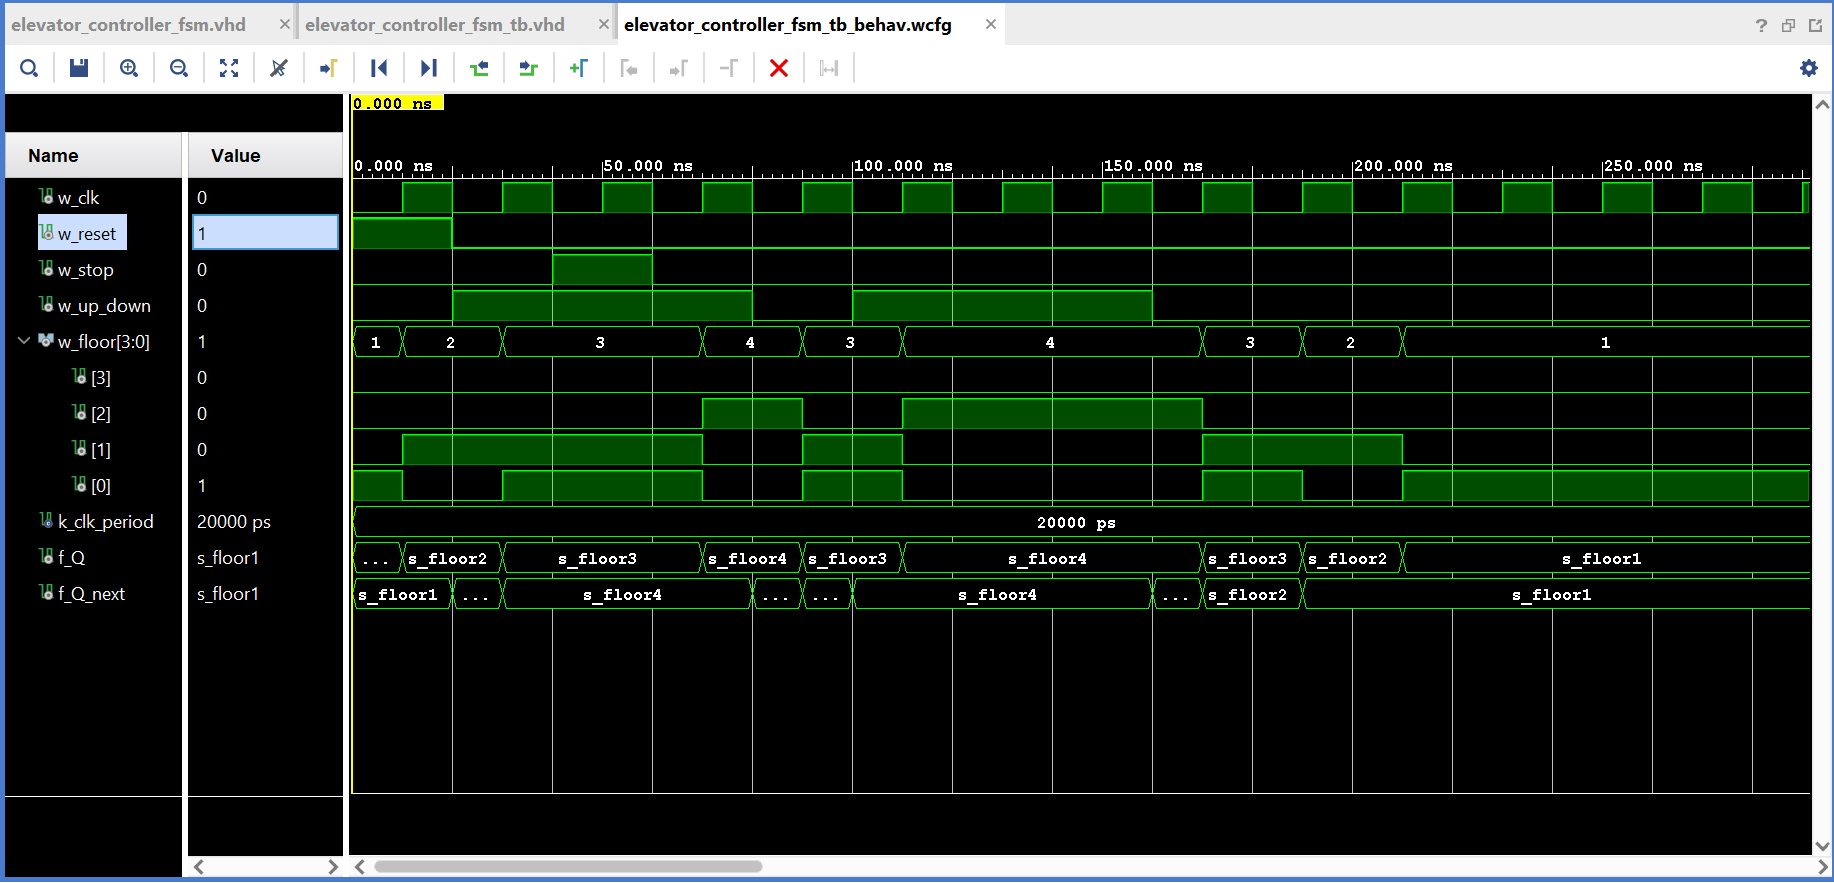 elevator_controller_fsm.vhd × elevator_controller_fsm_tb.vhd × elevator_controller_fsm_tb_behav.wcfg × ?
0.000 ns
Name Value
0.000 ns 50.000 ns 100.000 ns 150.000 ns 200.000 ns 250.000 ns
w_clk 0
w_reset 1
w_stop 0
w_up_down 0
w_floor[3:0] 1 1 2 3 4 3 4 3 2 1
[3] 0
[2] 0
[1] 0
[0] 1
k_clk_period 20000 ps 20000 ps
f_Q s_floor1 ... s_floor2 s_floor3 s_floor4 s_floor3 s_floor4 s_floor3 s_floor2 s_floor1
f_Q_next s_floor1 s_floor1 ... s_floor4 ... ... s_floor4 ... s_floor2 s_floor1